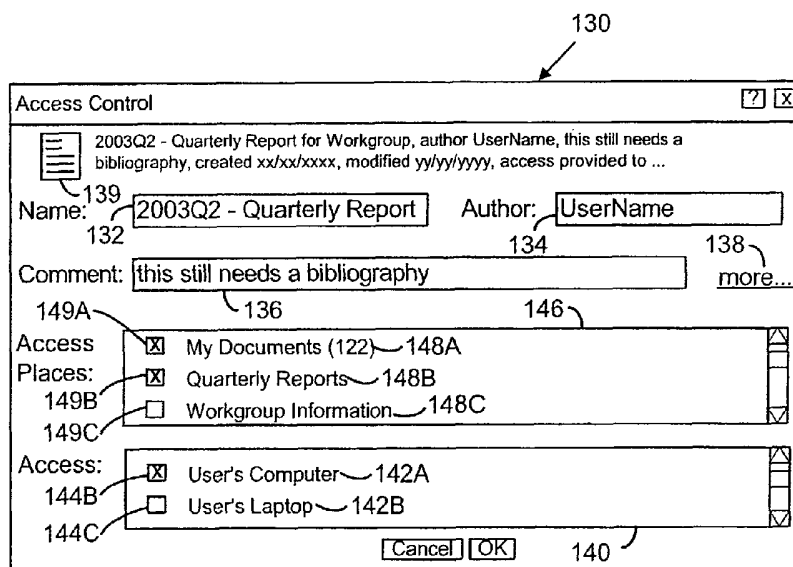 130
Access Control ? X
2003Q2 - Quarterly Report for Workgroup, author UserName, this still needs a
bibliography, created xx/xx/xxxx, modified yy/yy/yyyy, access provided to ...
139
Name: 2003Q2 - Quarterly Report Author: UserName
132 134 138
Comment: this still needs a bibliography more...
149A 136 146
Access X My Documents (122) 148A
Places: X Quarterly Reports 148B
149B
149C Workgroup Information 148C
Access: X User's Computer 142A
144B
144C User's Laptop 142B
Cancel OK 140